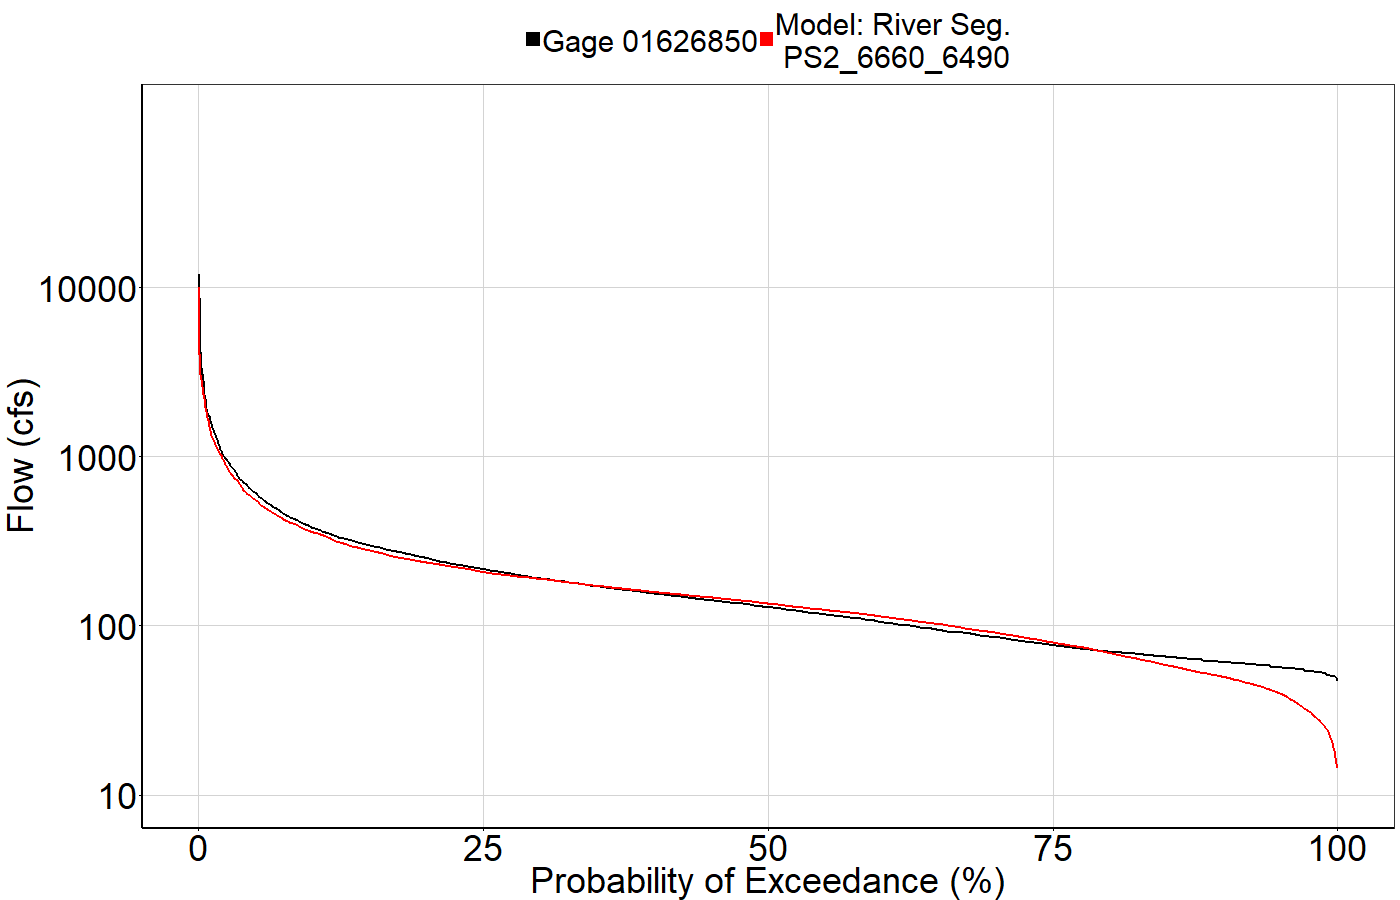 Gage 01626850
Model: River Seg.
PS2_6660_6490
Flow (cfs)
10000
1000
100
10
0 25 50 75 100
Probability of Exceedance (%)